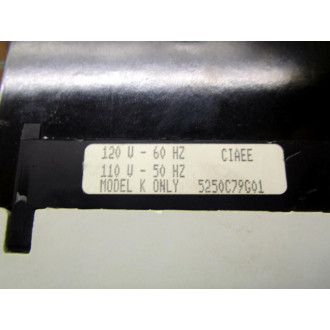 120 V - 60 HZ CIAEE
110 V - 50 HZ
MODEL K ONLY 5250C79G01